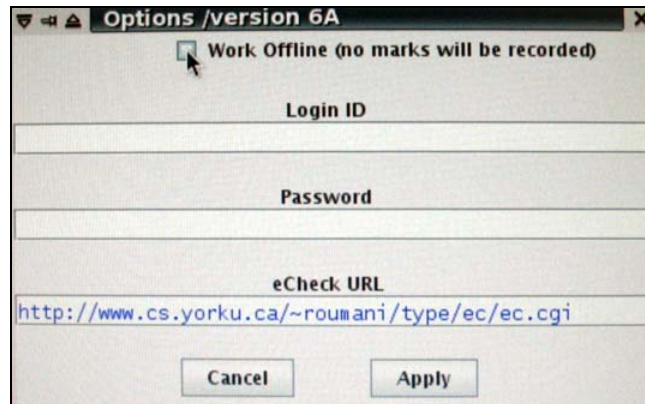 Options /version 6A
Work Offline (no marks will be recorded)
Login ID
Password
eCheck URL
http://www.cs.yorku.ca/~roumani/type/ec/ec.cgi
Cancel Apply